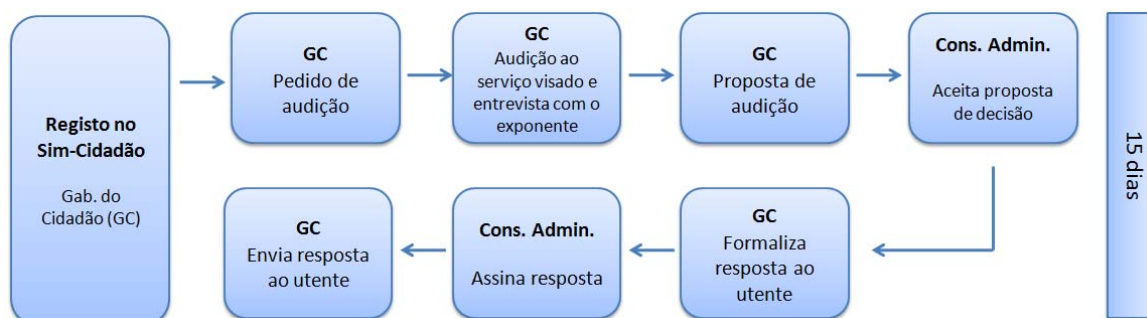 Registo no
Sim-Cidadão
Gab. do
Cidadão (GC)
GC
Pedido de
audição
GC
Audição ao
serviço visado e
entrevista com o
exponente
GC
Proposta de
audição
Cons. Admin.
Aceita proposta
de decisão
GC
Formaliza
resposta ao
utente
Cons. Admin.
Assina resposta
GC
Envia resposta
ao utente
15 dias